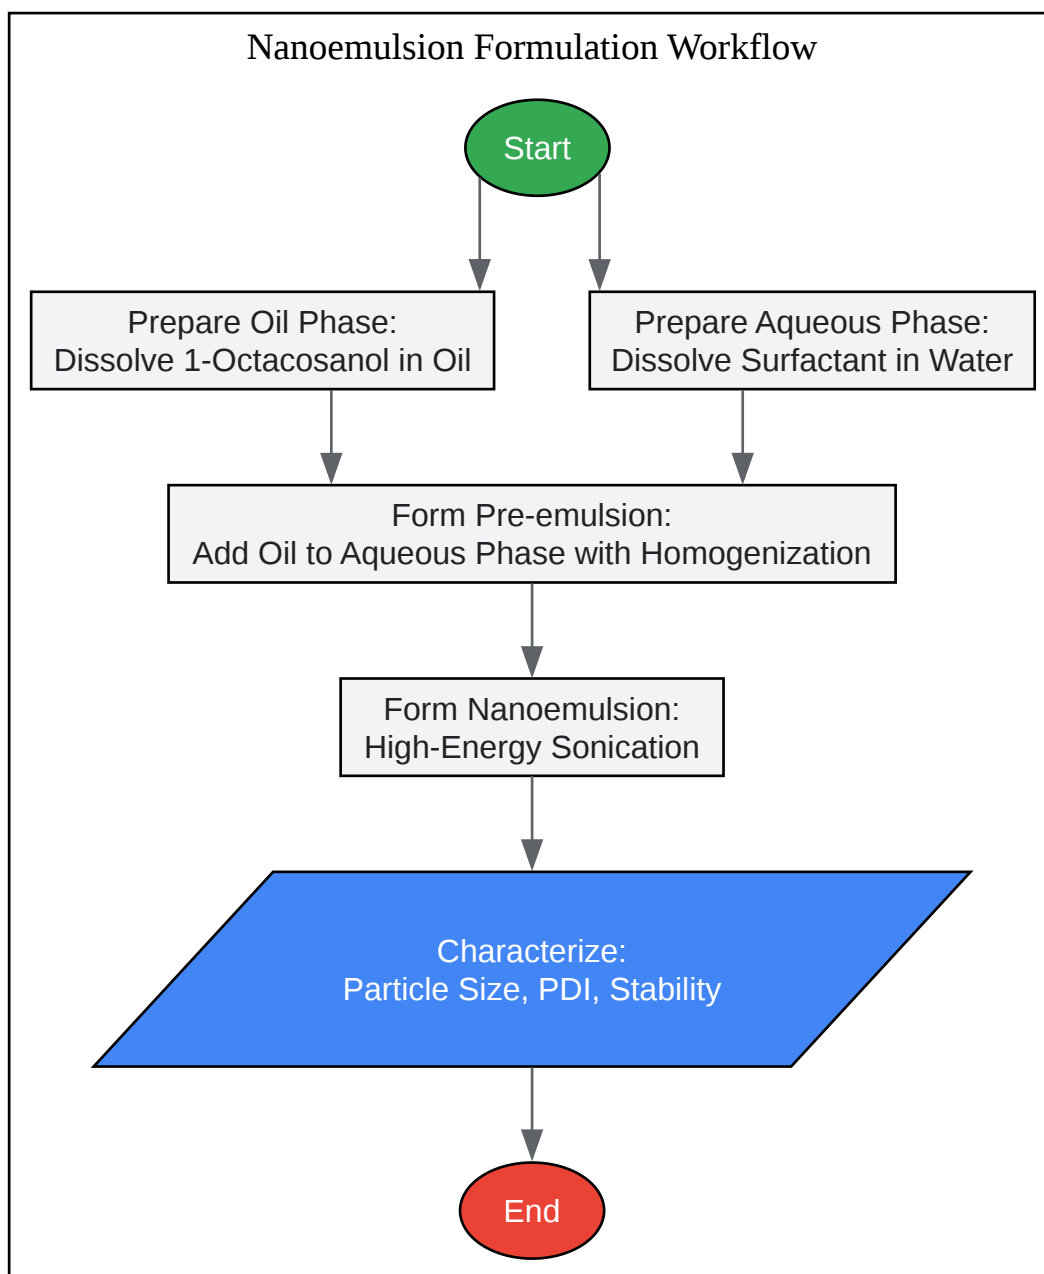 Nanoemulsion Formulation Workflow
Start
Prepare Oil Phase:
Dissolve 1-Octacosanol in Oil
Prepare Aqueous Phase:
Dissolve Surfactant in Water
Form Pre-emulsion:
Add Oil to Aqueous Phase with Homogenization
Form Nanoemulsion:
High-Energy Sonication
Characterize:
Particle Size, PDI, Stability
End